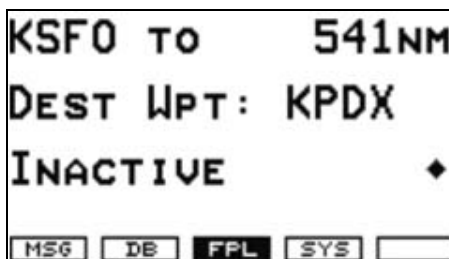 KSFO TO 541NM
DEST WPT: KPDX
INACTIVE ◆
MSG DB FPL SYS